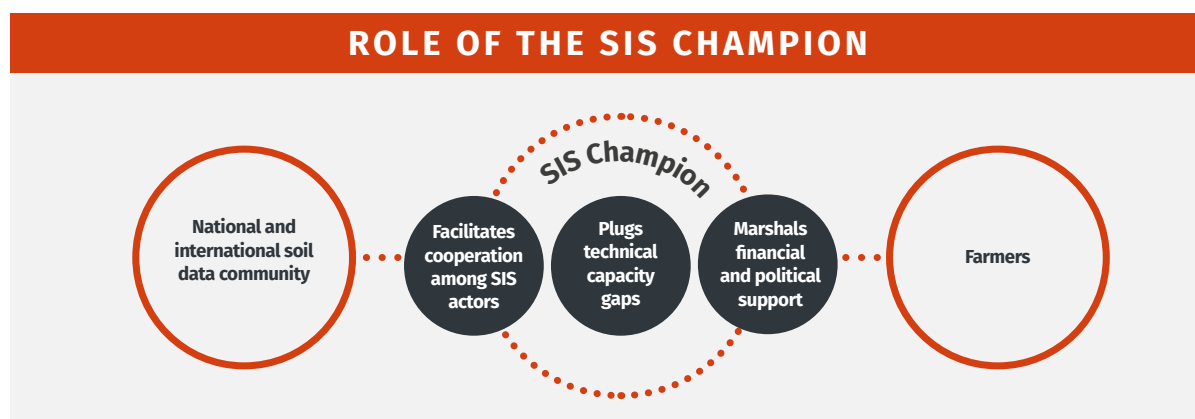 ROLE OF THE SIS CHAMPION
SIS Champion
National and
international soil
data community
Facilitates
cooperation
among SIS
actors
Plugs
technical
capacity
gaps
Marshals
financial
and political
support
Farmers